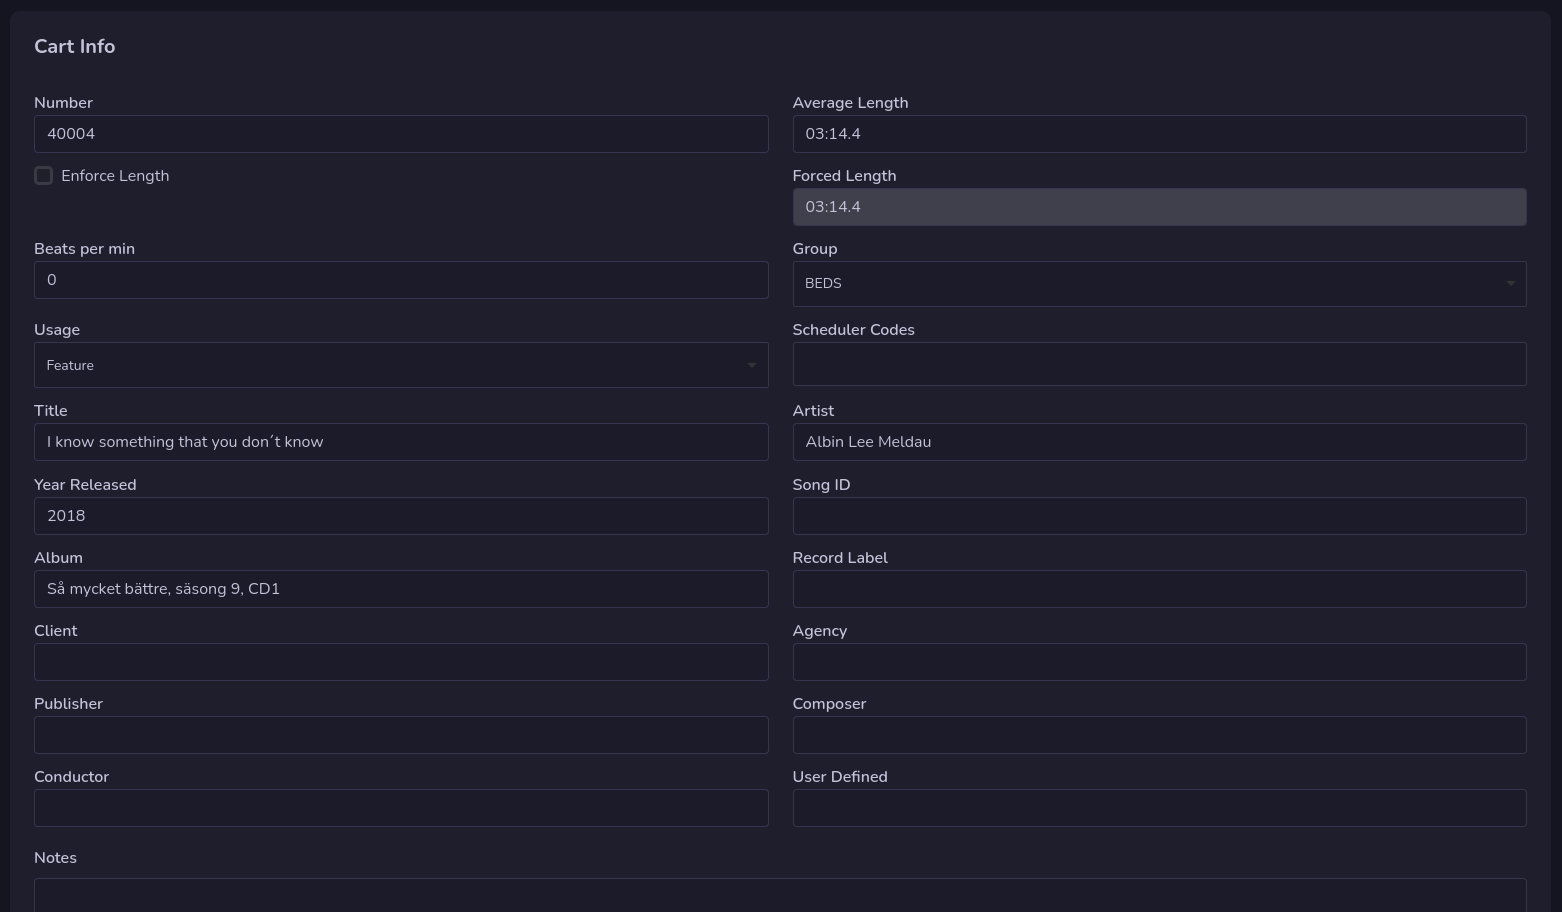 Cart Info
Number
Average Length
40004
03:14.4
Enforce Length
Forced Length
03:14.4
Beats per min
Group
0
BEDS
Usage
Scheduler Codes
Feature
Title
Artist
I know something that you don´t know
Albin Lee Meldau
Year Released
Song ID
2018
Album
Record Label
Så mycket bättre, säsong 9, CD1
Client
Agency
Publisher
Composer
Conductor
User Defined
Notes